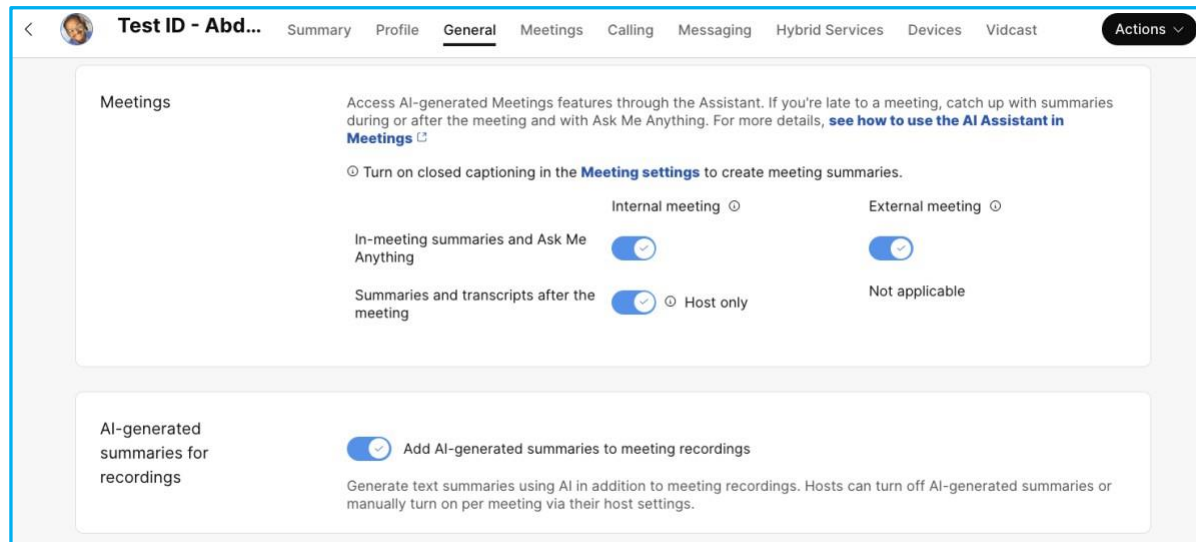 Test ID - Abd... Summary Profile General Meetings Calling Messaging Hybrid Services Devices Vidcast Actions
Meetings
Access AI-generated Meetings features through the Assistant. If you're late to a meeting, catch up with summaries
during or after the meeting and with Ask Me Anything. For more details, see how to use the AI Assistant in
Meetings
Turn on closed captioning in the Meeting settings to create meeting summaries.
Internal meeting External meeting
In-meeting summaries and Ask Me
Anything
Summaries and transcripts after the
meeting
Host only
Not applicable
AI-generated
summaries for
recordings
Add AI-generated summaries to meeting recordings
Generate text summaries using AI in addition to meeting recordings. Hosts can turn off AI-generated summaries or
manually turn on per meeting via their host settings.